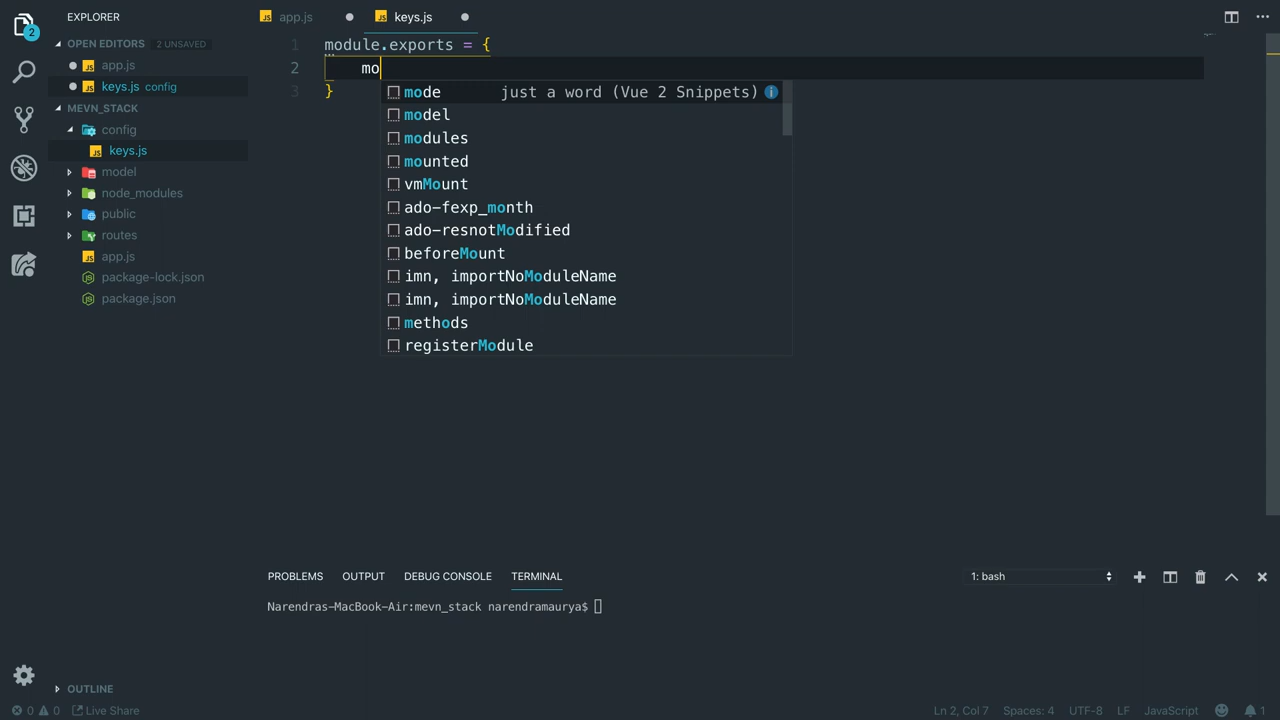 EXPLORER
OPEN EDITORS 2 UNSAVED
app.js
keys.js config
MEVN_STACK
config
keys.js
model
node_modules
public
routes
app.js
package-lock.json
package.json
OUTLINE
2
app.js
keys.js
1 module.exports = {
2 mo
3 }
mode just a word (Vue 2 Snippets)
model
modules
mounted
vmMount
ado-fexp_month
ado-resnotModified
beforeMount
imn, importNoModuleName
imn, importNoModuleName
methods
registerModule
PROBLEMS OUTPUT DEBUG CONSOLE TERMINAL 1: bash
Narendras-MacBook-Air:mevn_stack narendramaurya$
0 0 Live Share Ln 2, Col 7 Spaces: 4 UTF-8 LF JavaScript 1